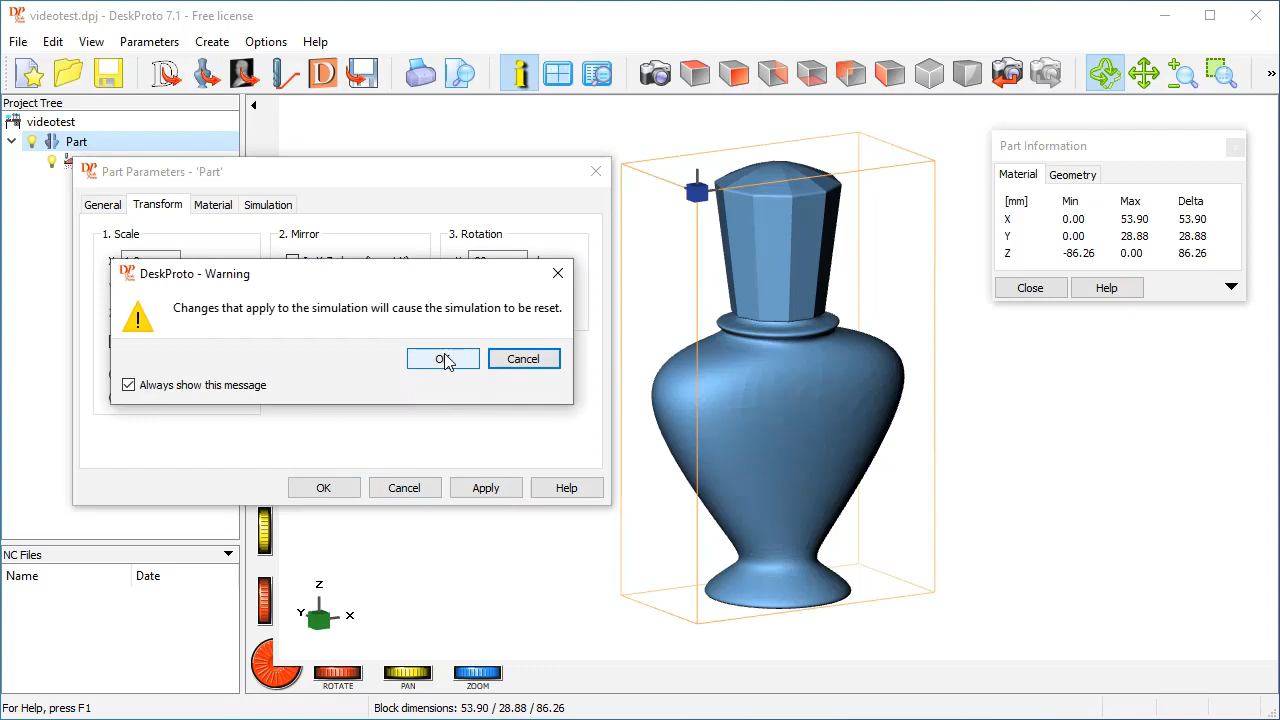 videotest.dpj - DeskProto 7.1 - Free license
File Edit View Parameters Create Options Help
Project Tree
videotest
Part
Part Parameters - 'Part'
General Transform Material Simulation
1. Scale 2. Mirror 3. Rotation
DeskProto - Warning
Changes that apply to the simulation will cause the simulation to be reset.
Cancel
Always show this message
OK Cancel Apply Help
Part Information
Material Geometry
[mm] Min Max Delta
X 0.00 53.90 53.90
Y 0.00 28.88 28.88
Z -86.26 0.00 86.26
Close Help
NC Files
Name Date
Z
Y X
ROTATE PAN ZOOM
For Help, press F1 Block dimensions: 53.90 / 28.88 / 86.26